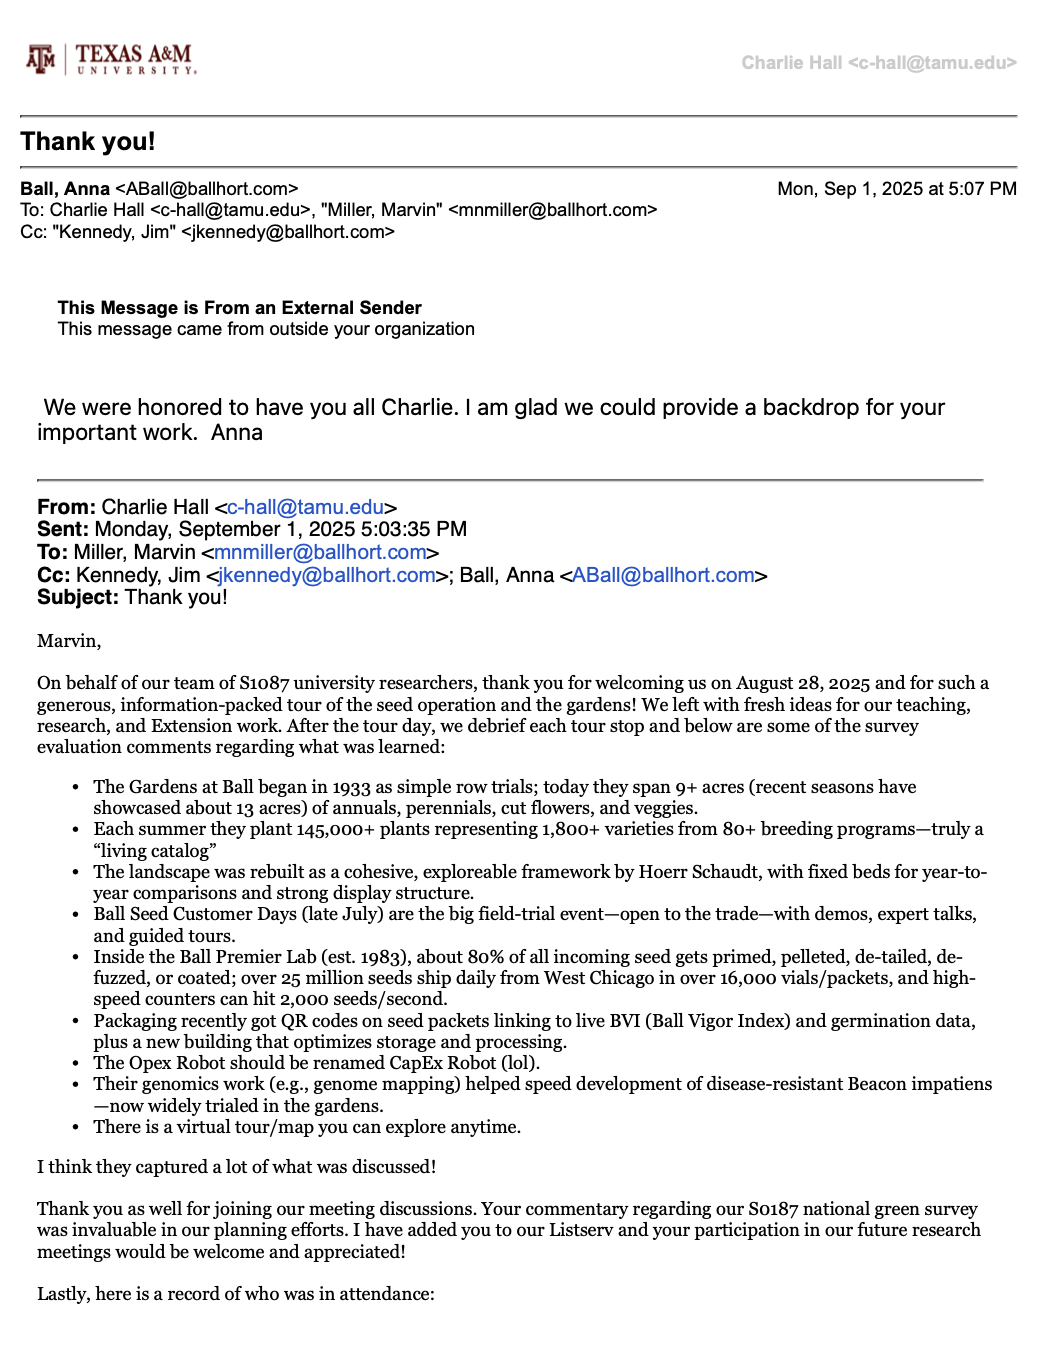 TEXAS A&M
UNIVERSITY®
Charlie Hall <c-hall@tamu.edu>
Thank you!
Ball, Anna <ABall@ballhort.com>
Mon, Sep 1, 2025 at 5:07 PM
To: Charlie Hall <c-hall@tamu.edu>, "Miller, Marvin" <mnmiller@ballhort.com>
Cc: "Kennedy, Jim" <jkennedy@ballhort.com>
This Message is From an External Sender
This message came from outside your organization
We were honored to have you all Charlie. I am glad we could provide a backdrop for your
important work. Anna
From: Charlie Hall <c-hall@tamu.edu>
Sent: Monday, September 1, 2025 5:03:35 PM
To: Miller, Marvin <mnmiller@ballhort.com>
Cc: Kennedy, Jim <jkennedy@ballhort.com>; Ball, Anna <ABall@ballhort.com>
Subject: Thank you!
Marvin,
On behalf of our team of S1087 university researchers, thank you for welcoming us on August 28, 2025 and for such a
generous, information-packed tour of the seed operation and the gardens! We left with fresh ideas for our teaching,
research, and Extension work. After the tour day, we debrief each tour stop and below are some of the survey
evaluation comments regarding what was learned:
• The Gardens at Ball began in 1933 as simple row trials; today they span 9+ acres (recent seasons have
showcased about 13 acres) of annuals, perennials, cut flowers, and veggies.
• Each summer they plant 145,000+ plants representing 1,800+ varieties from 80+ breeding programs—truly a
“living catalog”
• The landscape was rebuilt as a cohesive, exploreable framework by Hoerr Schaudt, with fixed beds for year-to-
year comparisons and strong display structure.
• Ball Seed Customer Days (late July) are the big field-trial event—open to the trade—with demos, expert talks,
and guided tours.
• Inside the Ball Premier Lab (est. 1983), about 80% of all incoming seed gets primed, pelleted, de-tailed, de-
fuzzed, or coated; over 25 million seeds ship daily from West Chicago in over 16,000 vials/packets, and high-
speed counters can hit 2,000 seeds/second.
• Packaging recently got QR codes on seed packets linking to live BVI (Ball Vigor Index) and germination data,
plus a new building that optimizes storage and processing.
• The Opex Robot should be renamed CapEx Robot (lol).
• Their genomics work (e.g., genome mapping) helped speed development of disease-resistant Beacon impatiens
—now widely trialed in the gardens.
• There is a virtual tour/map you can explore anytime.
I think they captured a lot of what was discussed!
Thank you as well for joining our meeting discussions. Your commentary regarding our S0187 national green survey
was invaluable in our planning efforts. I have added you to our Listserv and your participation in our future research
meetings would be welcome and appreciated!
Lastly, here is a record of who was in attendance: